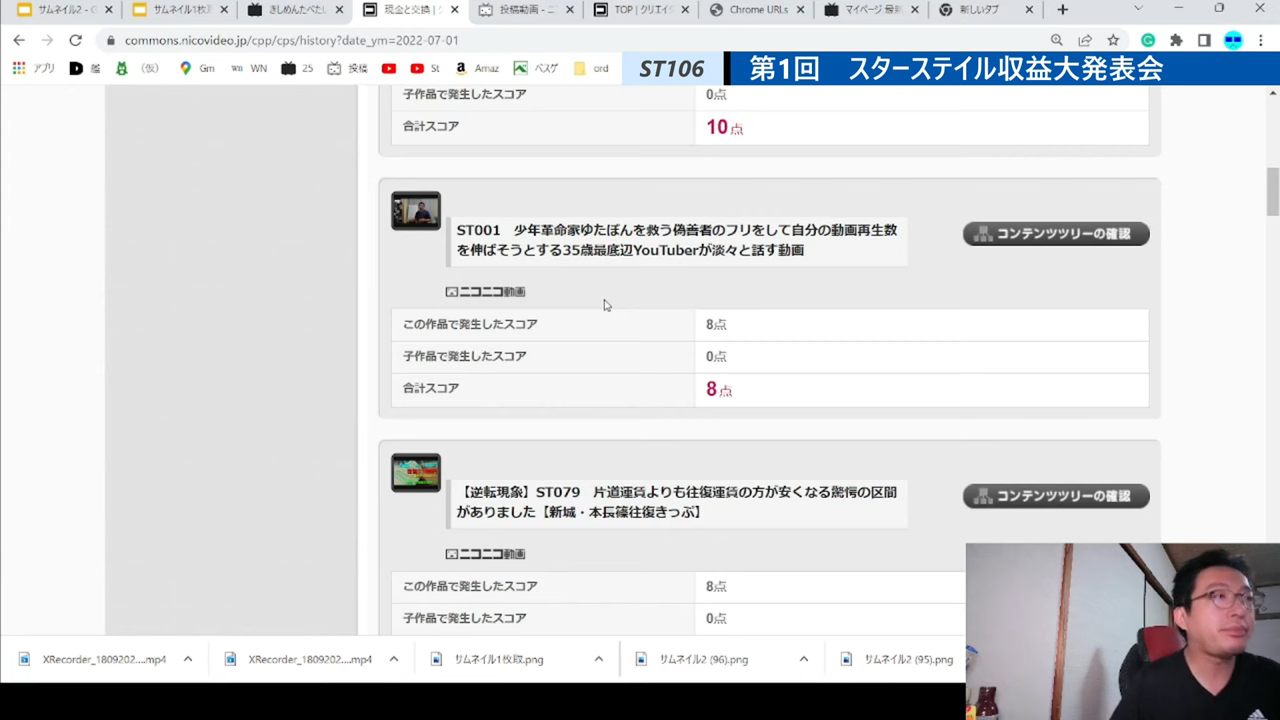 サムネイル2 - G
サムネイル1枚
きしめんたべた
現金と交換 | ク
投稿動画 - ニコ
TOP | クリエイ
Chrome URLs
マイページ 最新
新しいタブ
commons.nicovideo.jp/cpp/cps/history?date_ym=2022-07-01
アプリ
艦
(仮)
Gm
WN
25
投稿
St
Amaz
ベスゲ
ord
ST106 第1回 スターステイル収益大発表会
子作品で発生したスコア 0点
合計スコア 10点
ST001 少年革命家ゆたぼんを救う偽善者のフリをして自分の動画再生数
を伸ばそうとする35歳最底辺YouTuberが淡々と話す動画
コンテンツツリーの確認
ニコニコ動画
この作品で発生したスコア 8点
子作品で発生したスコア 0点
合計スコア 8点
【逆転現象】ST079 片道運賃よりも往復運賃の方が安くなる驚愕の区間
がありました【新城・本長篠往復きっぷ】
コンテンツツリーの確認
ニコニコ動画
この作品で発生したスコア 8点
子作品で発生したスコア 0点
XRecorder_1809202....mp4
XRecorder_1809202....mp4
サムネイル1枚取.png
サムネイル2 (96).png
サムネイル2 (95).png